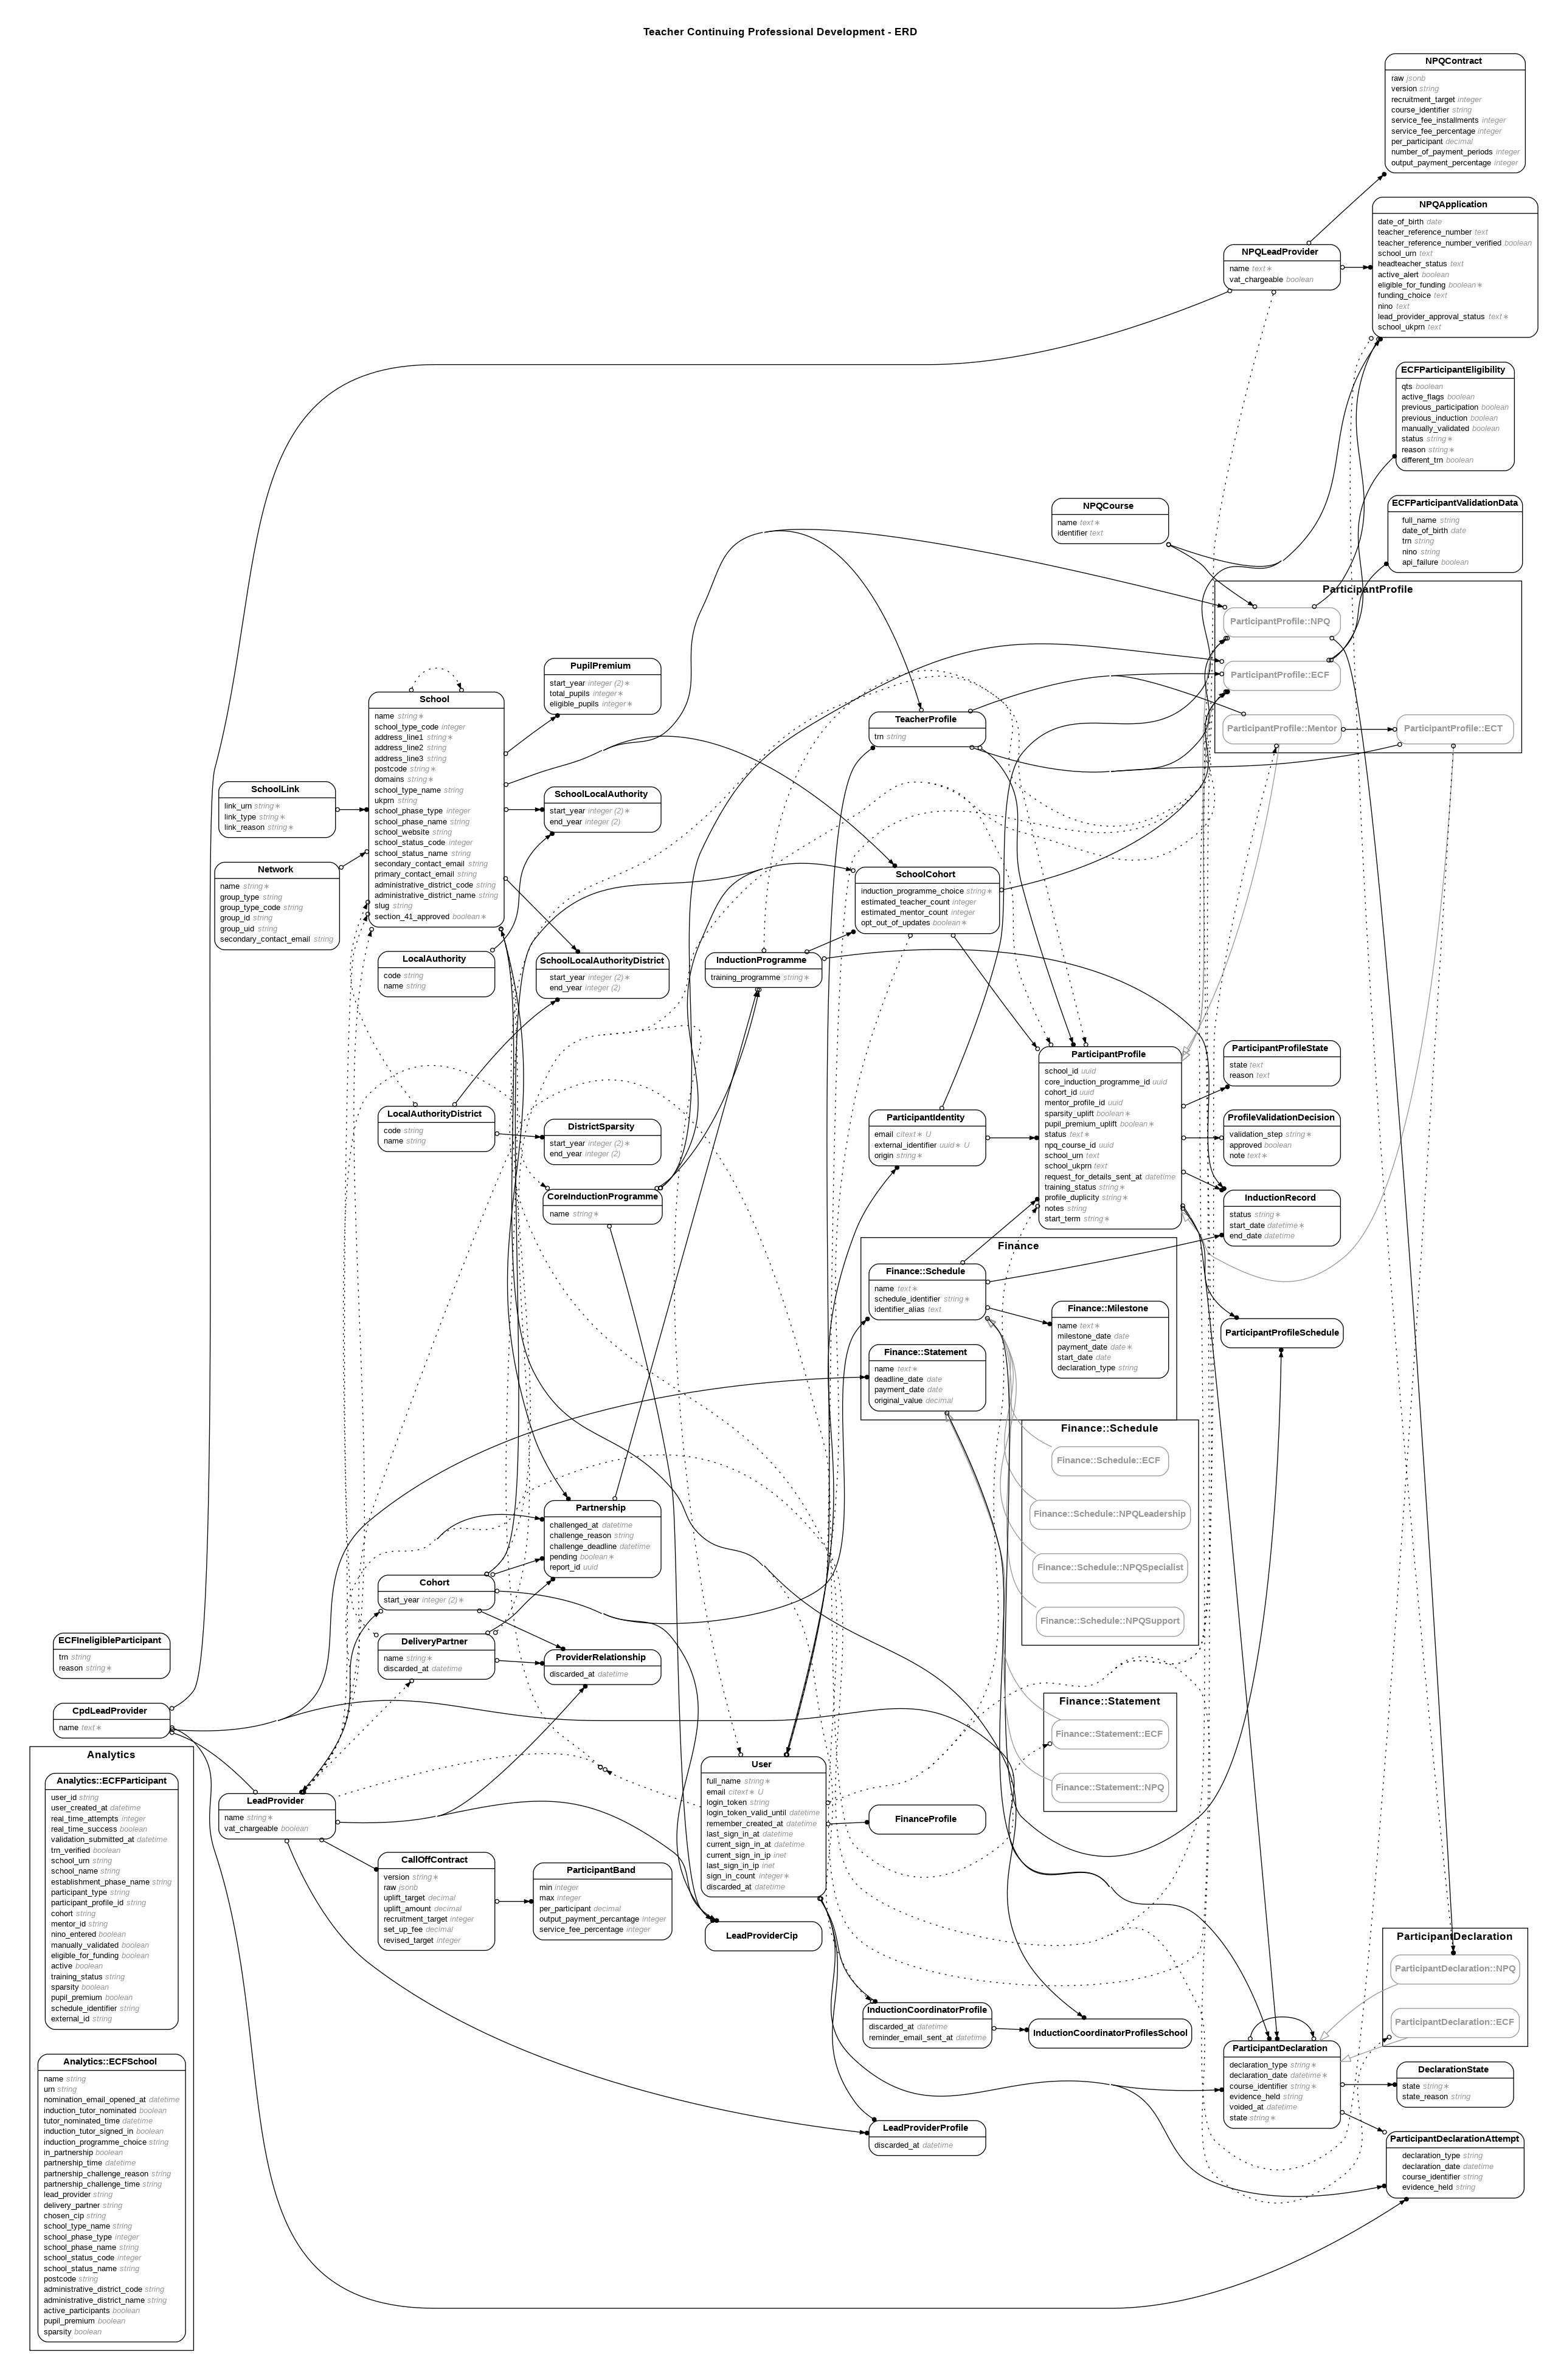 Teacher Continuing Professional Development - ERD
NPQContract
raw jsonb
version string
recruitment_target integer
course_identifier string
service_fee_installments integer
service_fee_percentage integer
per_participant decimal
number_of_payment_periods integer
output_payment_percentage integer
NPQApplication
date_of_birth date
teacher_reference_number text
teacher_reference_number_verified boolean
school_urn text
headteacher_status text
active_alert boolean
eligible_for_funding boolean ∗
funding_choice text
nino text
lead_provider_approval_status text ∗
school_ukprn text
NPQLeadProvider
name text ∗
vat_chargeable boolean
ECFParticipantEligibility
qts boolean
active_flags boolean
previous_participation boolean
previous_induction boolean
manually_validated boolean
status string ∗
reason string ∗
different_trn boolean
NPQCourse
name text ∗
identifier text
ECFParticipantValidationData
full_name string
date_of_birth date
trn string
nino string
api_failure boolean
ParticipantProfile
ParticipantProfile::NPQ
ParticipantProfile::ECF
ParticipantProfile::Mentor
ParticipantProfile::ECT
PupilPremium
start_year integer (2) ∗
total_pupils integer ∗
eligible_pupils integer ∗
School
name string ∗
school_type_code integer
address_line1 string ∗
address_line2 string
address_line3 string
postcode string ∗
domains string ∗
school_type_name string
ukprn string
school_phase_type integer
school_phase_name string
school_website string
school_status_code integer
school_status_name string
secondary_contact_email string
primary_contact_email string
administrative_district_code string
administrative_district_name string
slug string
section_41_approved boolean ∗
TeacherProfile
trn string
SchoolLink
link_urn string ∗
link_type string ∗
link_reason string ∗
SchoolLocalAuthority
start_year integer (2) ∗
end_year integer (2)
Network
name string ∗
group_type string
group_type_code string
group_id string
group_uid string
secondary_contact_email string
SchoolCohort
induction_programme_choice string ∗
estimated_teacher_count integer
estimated_mentor_count integer
opt_out_of_updates boolean ∗
LocalAuthority
code string
name string
SchoolLocalAuthorityDistrict
start_year integer (2) ∗
end_year integer (2)
InductionProgramme
training_programme string ∗
ParticipantProfile
school_id uuid
core_induction_programme_id uuid
cohort_id uuid
mentor_profile_id uuid
sparsity_uplift boolean ∗
pupil_premium_uplift boolean ∗
status text ∗
npq_course_id uuid
school_urn text
school_ukprn text
request_for_details_sent_at datetime
training_status string ∗
profile_duplicity string ∗
notes string
start_term string ∗
ParticipantProfileState
state text
reason text
LocalAuthorityDistrict
code string
name string
DistrictSparsity
start_year integer (2) ∗
end_year integer (2)
ParticipantIdentity
email citext ∗ U
external_identifier uuid ∗ U
origin string ∗
ProfileValidationDecision
validation_step string ∗
approved boolean
note text ∗
CoreInductionProgramme
name string ∗
InductionRecord
status string ∗
start_date datetime ∗
end_date datetime
Finance
Finance::Schedule
name text ∗
schedule_identifier string ∗
identifier_alias text
Finance::Milestone
name text ∗
milestone_date date
payment_date date ∗
start_date date
declaration_type string
ParticipantProfileSchedule
Finance::Statement
name text ∗
deadline_date date
payment_date date
original_value decimal
Finance::Schedule
Finance::Schedule::ECF
Finance::Schedule::NPQLeadership
Finance::Schedule::NPQSpecialist
Finance::Schedule::NPQSupport
Partnership
challenged_at datetime
challenge_reason string
challenge_deadline datetime
pending boolean ∗
report_id uuid
Cohort
start_year integer (2) ∗
ECFIneligibleParticipant
trn string
reason string ∗
DeliveryPartner
name string ∗
discarded_at datetime
ProviderRelationship
discarded_at datetime
CpdLeadProvider
name text ∗
Finance::Statement
Finance::Statement::ECF
Finance::Statement::NPQ
Analytics
Analytics::ECFParticipant
user_id string
user_created_at datetime
real_time_attempts integer
real_time_success boolean
validation_submitted_at datetime
trn_verified boolean
school_urn string
school_name string
establishment_phase_name string
participant_type string
participant_profile_id string
cohort string
mentor_id string
nino_entered boolean
manually_validated boolean
eligible_for_funding boolean
active boolean
training_status string
sparsity boolean
pupil_premium boolean
schedule_identifier string
external_id string
LeadProvider
name string ∗
vat_chargeable boolean
User
full_name string ∗
email citext ∗ U
login_token string
login_token_valid_until datetime
remember_created_at datetime
last_sign_in_at datetime
current_sign_in_at datetime
current_sign_in_ip inet
last_sign_in_ip inet
sign_in_count integer ∗
discarded_at datetime
FinanceProfile
CallOffContract
version string ∗
raw jsonb
uplift_target decimal
uplift_amount decimal
recruitment_target integer
set_up_fee decimal
revised_target integer
ParticipantBand
min integer
max integer
per_participant decimal
output_payment_percantage integer
service_fee_percentage integer
LeadProviderCip
ParticipantDeclaration
ParticipantDeclaration::NPQ
ParticipantDeclaration::ECF
InductionCoordinatorProfile
discarded_at datetime
reminder_email_sent_at datetime
InductionCoordinatorProfilesSchool
ParticipantDeclaration
declaration_type string ∗
declaration_date datetime ∗
course_identifier string ∗
evidence_held string
voided_at datetime
state string ∗
DeclarationState
state string ∗
state_reason string
Analytics::ECFSchool
name string
urn string
nomination_email_opened_at datetime
induction_tutor_nominated boolean
tutor_nominated_time datetime
induction_tutor_signed_in boolean
induction_programme_choice string
in_partnership boolean
partnership_time datetime
partnership_challenge_reason string
partnership_challenge_time string
lead_provider string
delivery_partner string
chosen_cip string
school_type_name string
school_phase_type integer
school_phase_name string
school_status_code integer
school_status_name string
postcode string
administrative_district_code string
administrative_district_name string
active_participants boolean
pupil_premium boolean
sparsity boolean
LeadProviderProfile
discarded_at datetime
ParticipantDeclarationAttempt
declaration_type string
declaration_date datetime
course_identifier string
evidence_held string